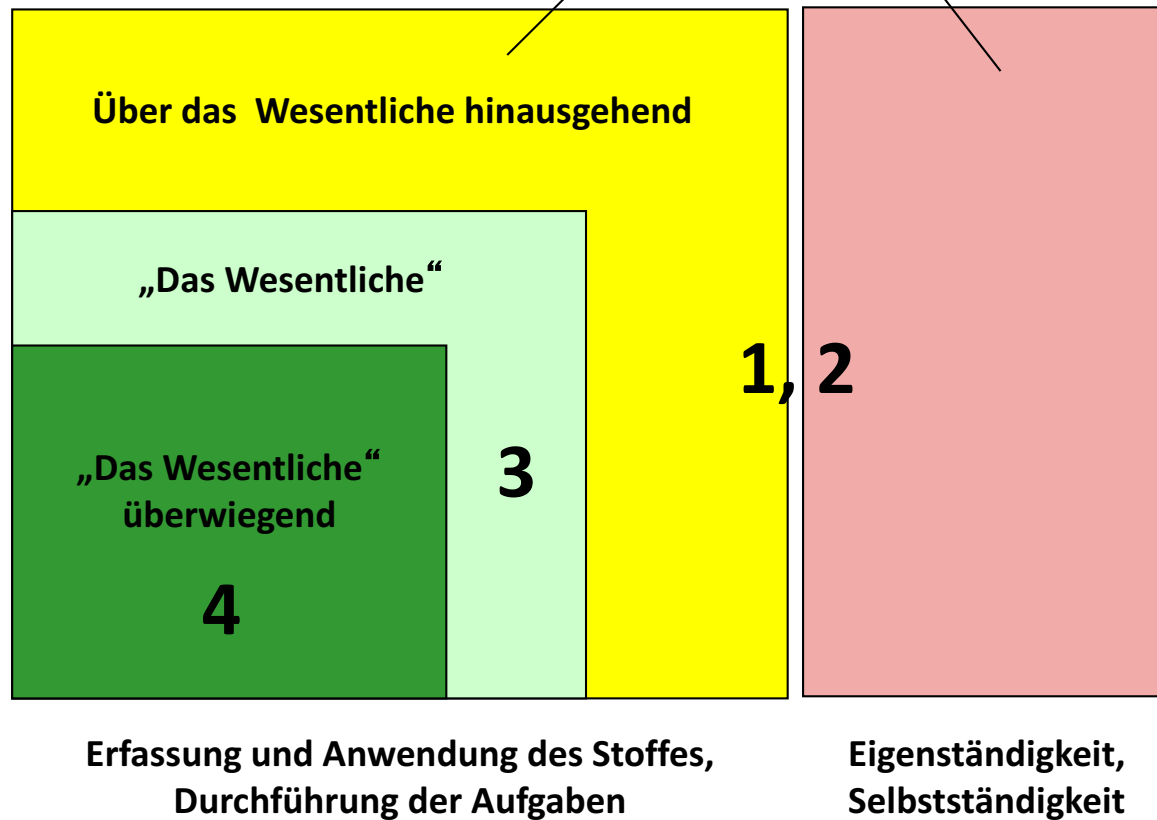 Über das  Wesentliche hinausgehend
„Das Wesentliche“
1, 2
3
„Das Wesentliche“
überwiegend
4
Erfassung und Anwendung des Stoffes,
Durchführung der Aufgaben
Eigenständigkeit,
Selbstständigkeit